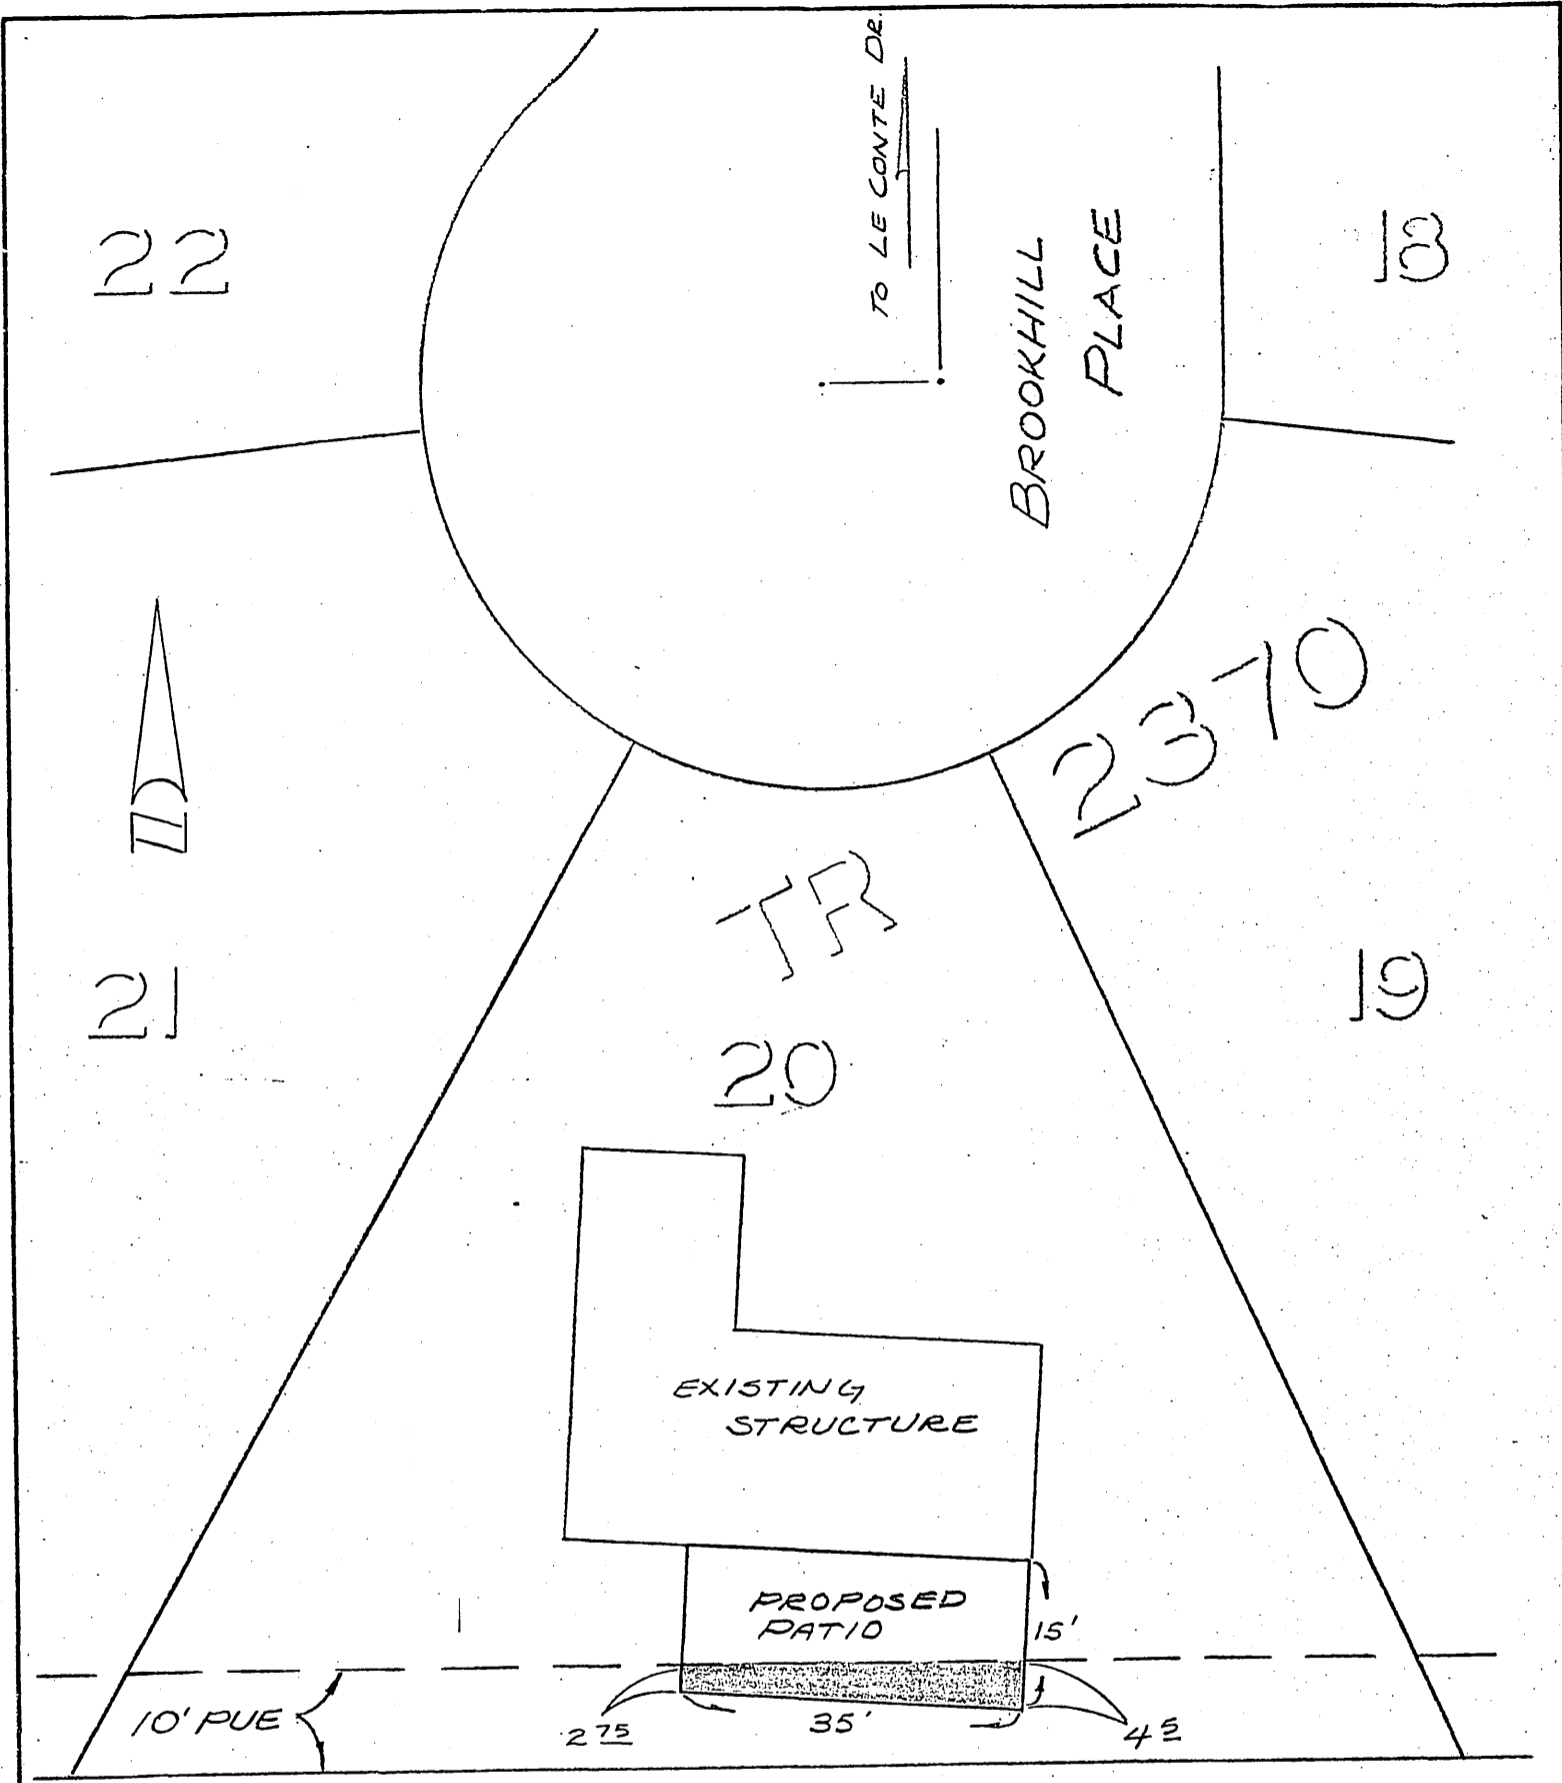 TO LE CONTE DR.
BROOKHILL
PLACE
22
18
2370
TR
21
19
20
N
EXISTING
STRUCTURE
PROPOSED
PATIO
15'
10' PUE
2 75
35'
4 5